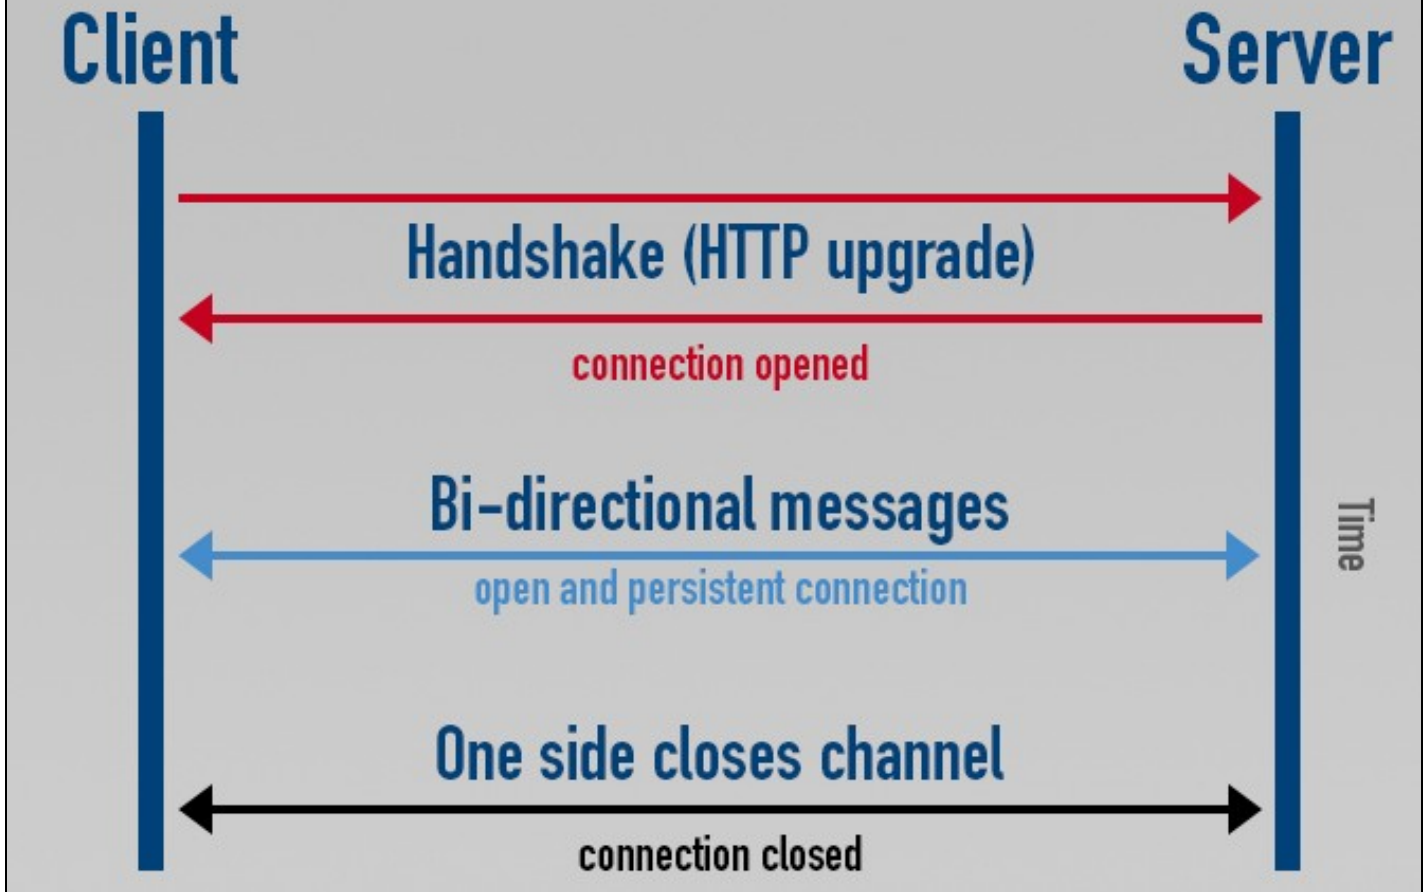 Client
Server
Handshake (HTTP upgrade)
connection opened
Bi-directional messages
open and persistent connection
Time
One side closes channel
connection closed